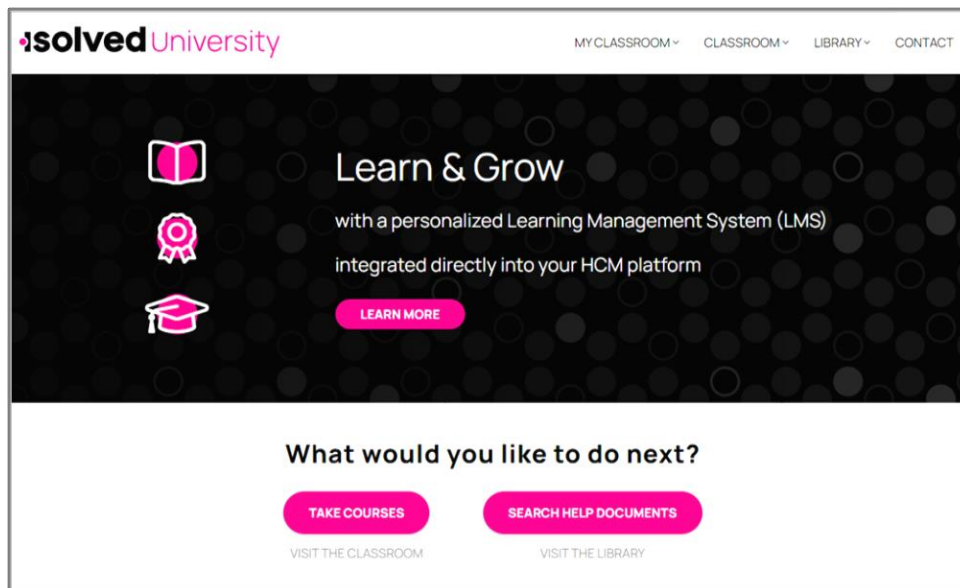 isolved University
MY CLASSROOM
CLASSROOM
LIBRARY
CONTACT
Learn & Grow
with a personalized Learning Management System (LMS)
integrated directly into your HCM platform
LEARN MORE
What would you like to do next?
TAKE COURSES
SEARCH HELP DOCUMENTS
VISIT THE CLASSROOM
VISIT THE LIBRARY